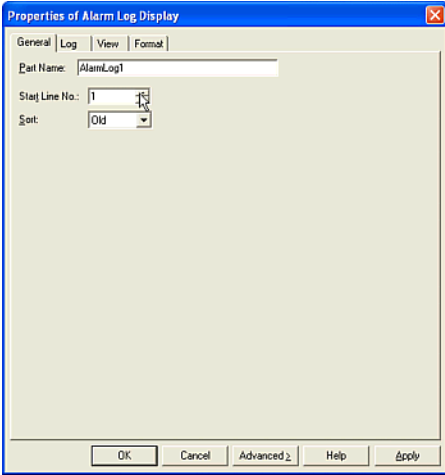 Properties of Alarm Log Display
General Log View Format
Part Name: AlarmLog1
Start Line No.: 1
Sort: Old
OK Cancel Advanced > Help Apply